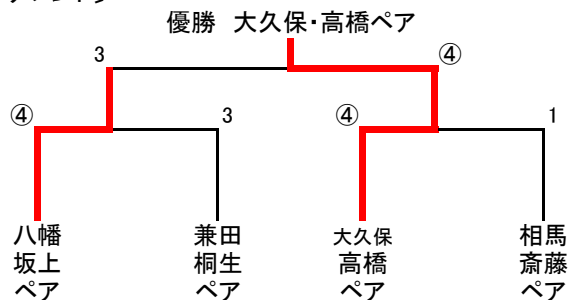 優勝 大久保・高橋ペア
3 ④
④ 3 ④ 1
八幡 兼田 大久保 相馬
坂上 桐生 高橋 斎藤
ペア ペア ペア ペア